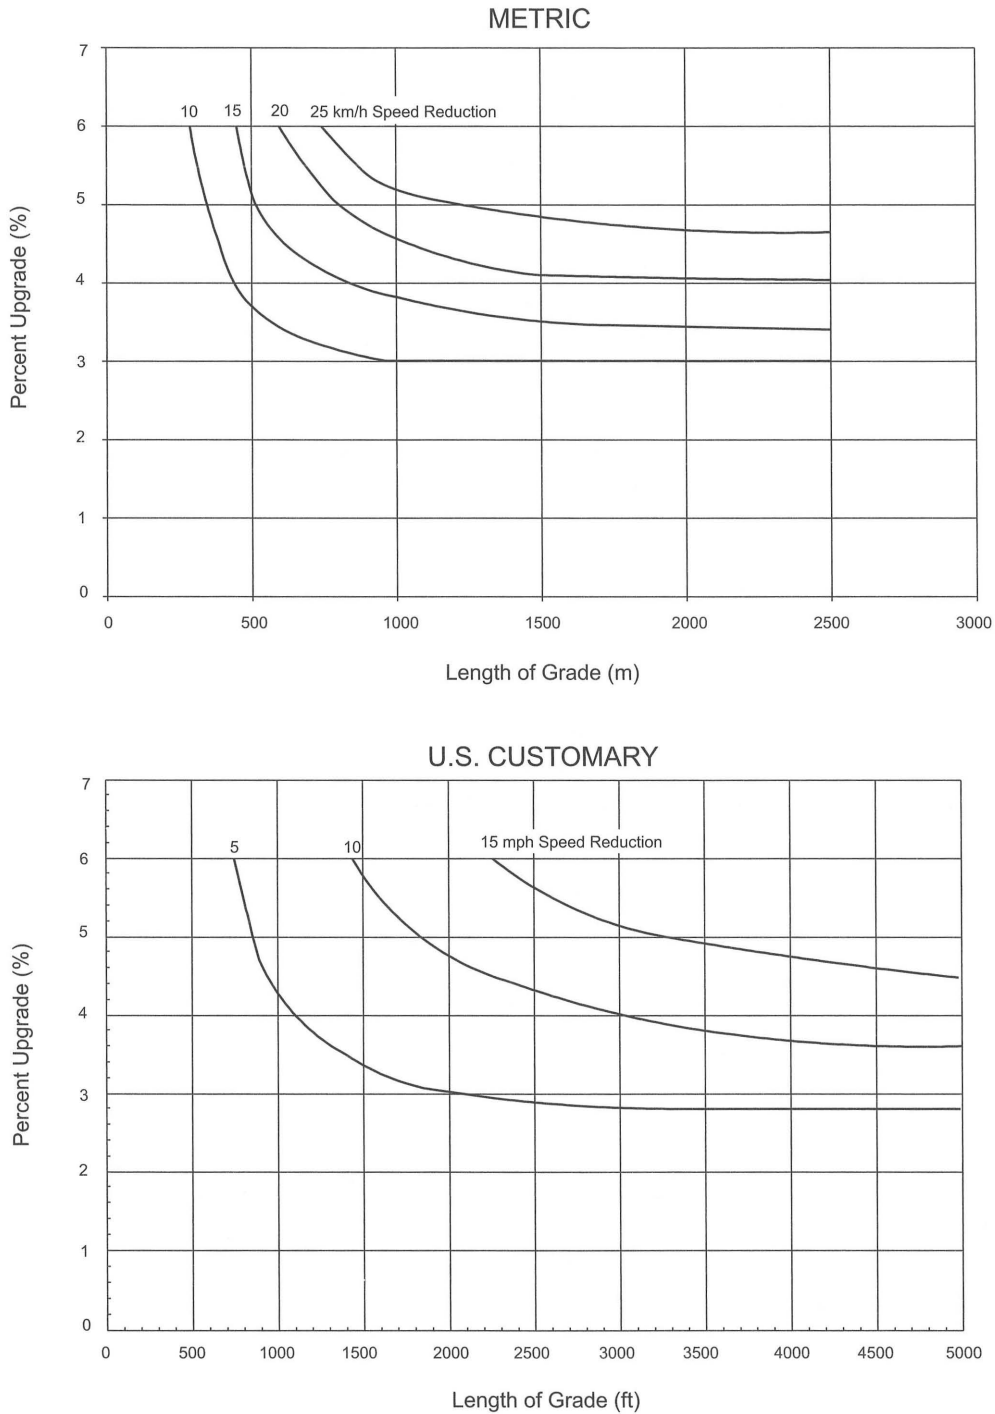 METRIC
7
10 15 20 25 km/h Speed Reduction
6
5
4
3
2
1
0
Percent Upgrade (%)
0 500 1000 1500 2000 2500 3000
Length of Grade (m)
U.S. CUSTOMARY
7
5 10 15 mph Speed Reduction
6
5
4
3
2
1
0
Percent Upgrade (%)
0 500 1000 1500 2000 2500 3000 3500 4000 4500 5000
Length of Grade (ft)